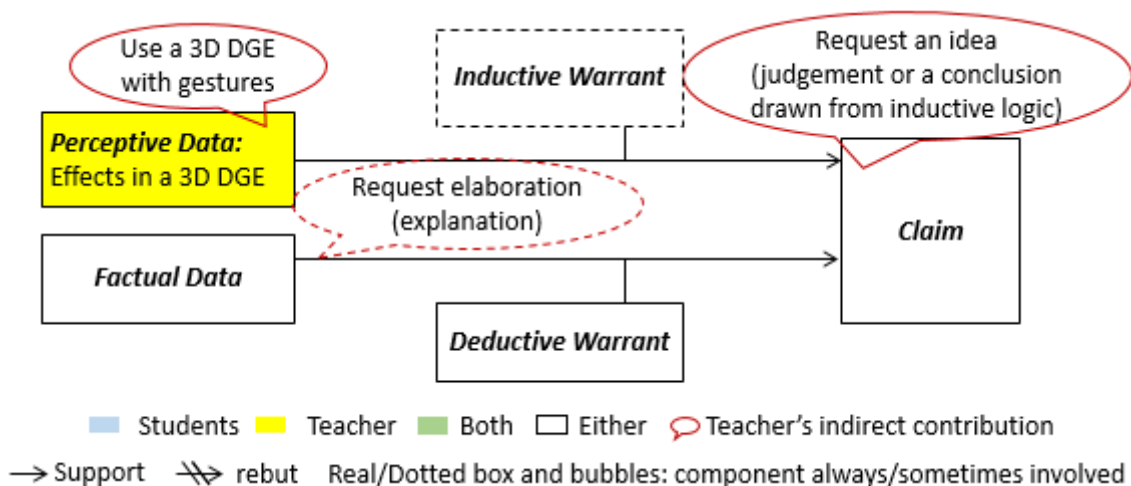 Use a 3D DGE
with gestures
Inductive Warrant
Request an idea
(judgement or a conclusion
drawn from inductive logic)
Perceptive Data:
Effects in a 3D DGE
Request elaboration
(explanation)
Claim
Factual Data
Deductive Warrant
Students Teacher Both Either Teacher’s indirect contribution
Support rebut Real/Dotted box and bubbles: component always/sometimes involved